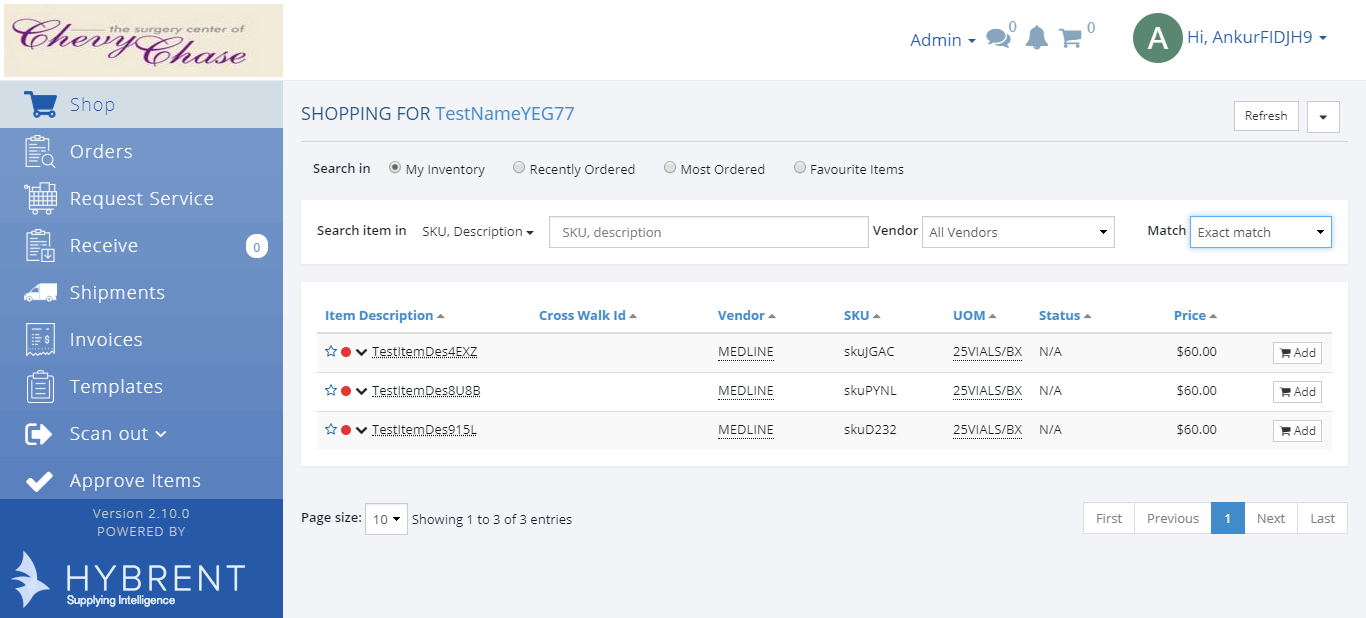 the surgery center of
Chevy Chase
Admin 0 0 A Hi, AnkurFIDJH9
Shop
Orders
Request Service
Receive 0
Shipments
Invoices
Templates
Scan out
Approve Items
Version 2.10.0
POWERED BY
HYBRENT
Supplying Intelligence
SHOPPING FOR TestNameYEG77 Refresh
Search in My Inventory Recently Ordered Most Ordered Favourite Items
Search item in SKU, Description SKU, description Vendor All Vendors Match Exact match
Item Description Cross Walk Id Vendor SKU UOM Status Price
TestItemDes4EXZ MEDLINE skuJGAC 25VIALS/BX N/A $60.00 Add
TestItemDes8U8B MEDLINE skuPYNL 25VIALS/BX N/A $60.00 Add
TestItemDes915L MEDLINE skuD232 25VIALS/BX N/A $60.00 Add
Page size: 10 Showing 1 to 3 of 3 entries First Previous 1 Next Last